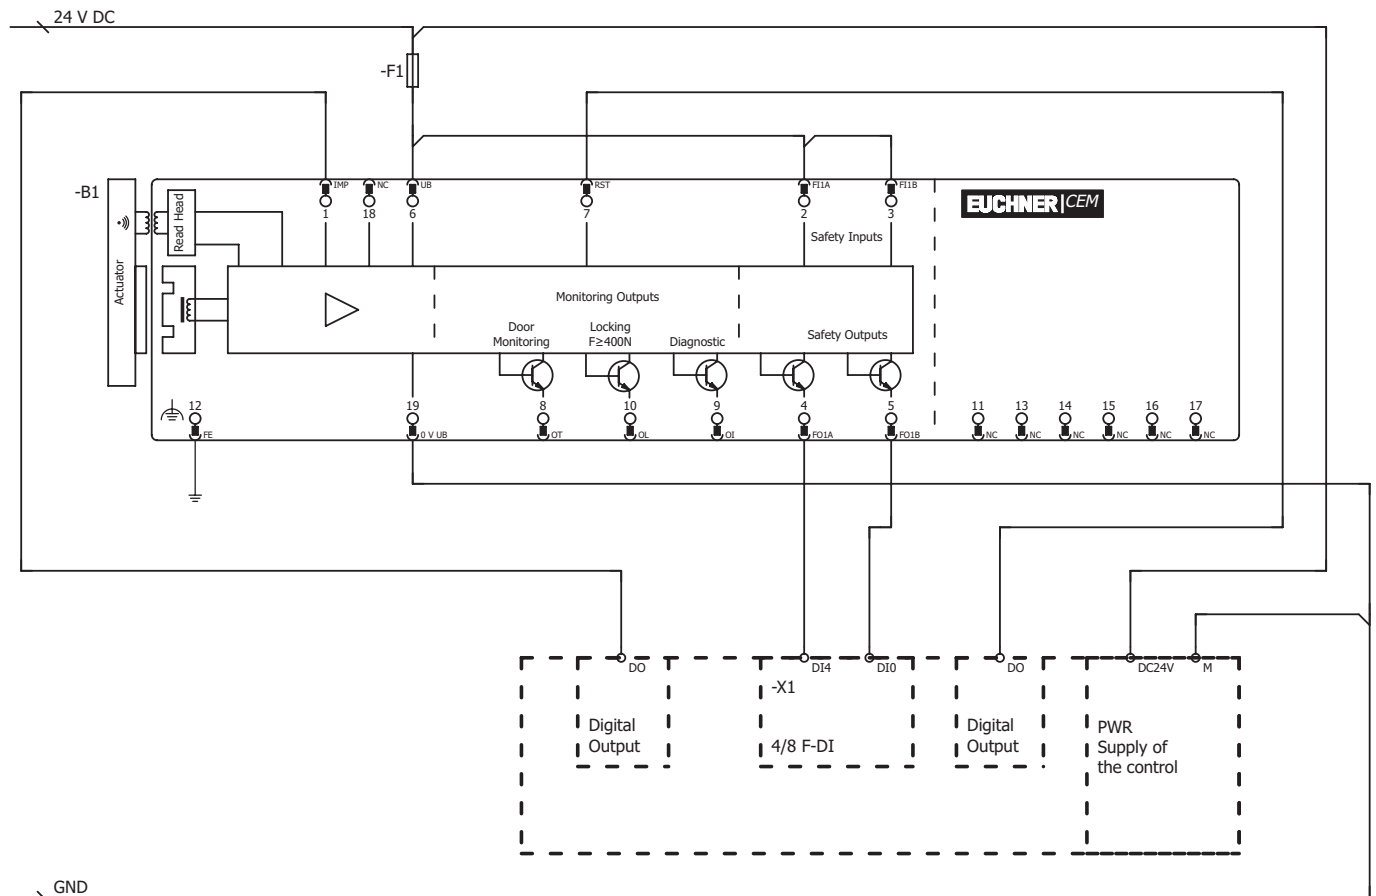 24 V DC
-F1
-B1
IMP
NC
UB
RST
FI1A
FI1B
EUCHNER CEM
1
18
6
7
2
3
Read Head
Safety Inputs
Actuator
Monitoring Outputs
Door
Monitoring
Locking
F≥400N
Diagnostic
Safety Outputs
12
19
8
10
9
4
5
11
13
14
15
16
17
FE
0 V UB
OT
OL
OI
FO1A
FO1B
NC
NC
NC
NC
NC
NC
DO
DI4
DI0
DO
DC24V
M
-X1
Digital
Output
4/8 F-DI
Digital
Output
PWR
Supply of
the control
GND